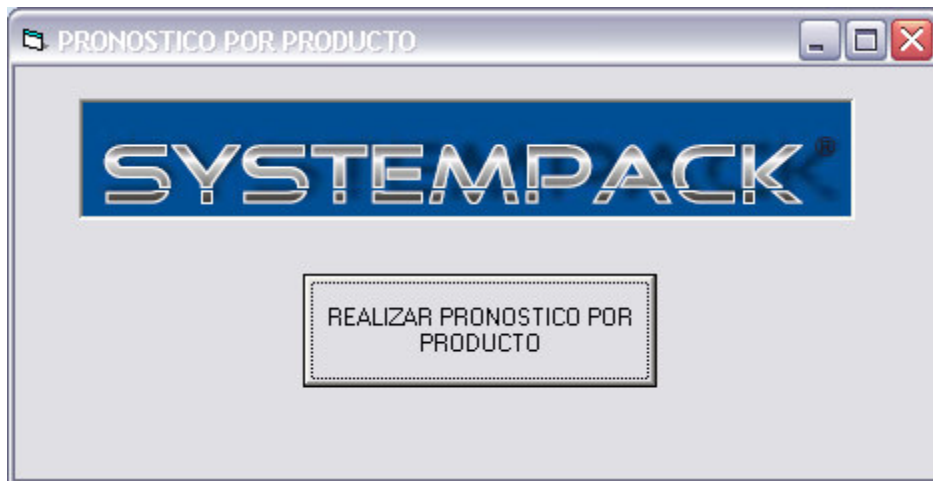 PRONOSTICO POR PRODUCTO
SYSTEMPACK®
REALIZAR PRONOSTICO POR
PRODUCTO